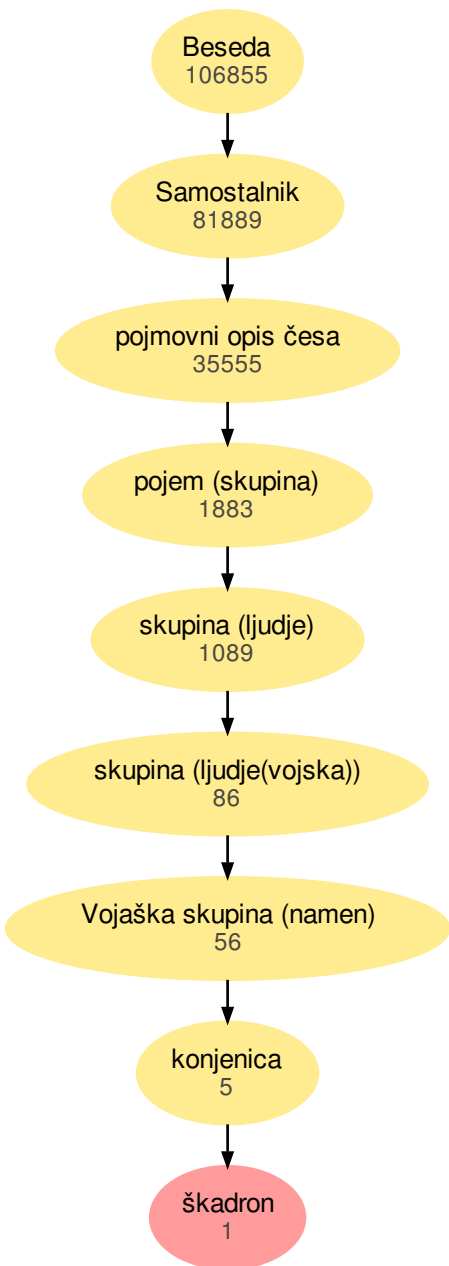 Beseda
106855
Samostalnik
81889
pojmovni opis česa
35555
pojem (skupina)
1883
skupina (ljudje)
1089
skupina (ljudje(vojska))
86
Vojaška skupina (namen)
56
konjenica
5
škadron
1